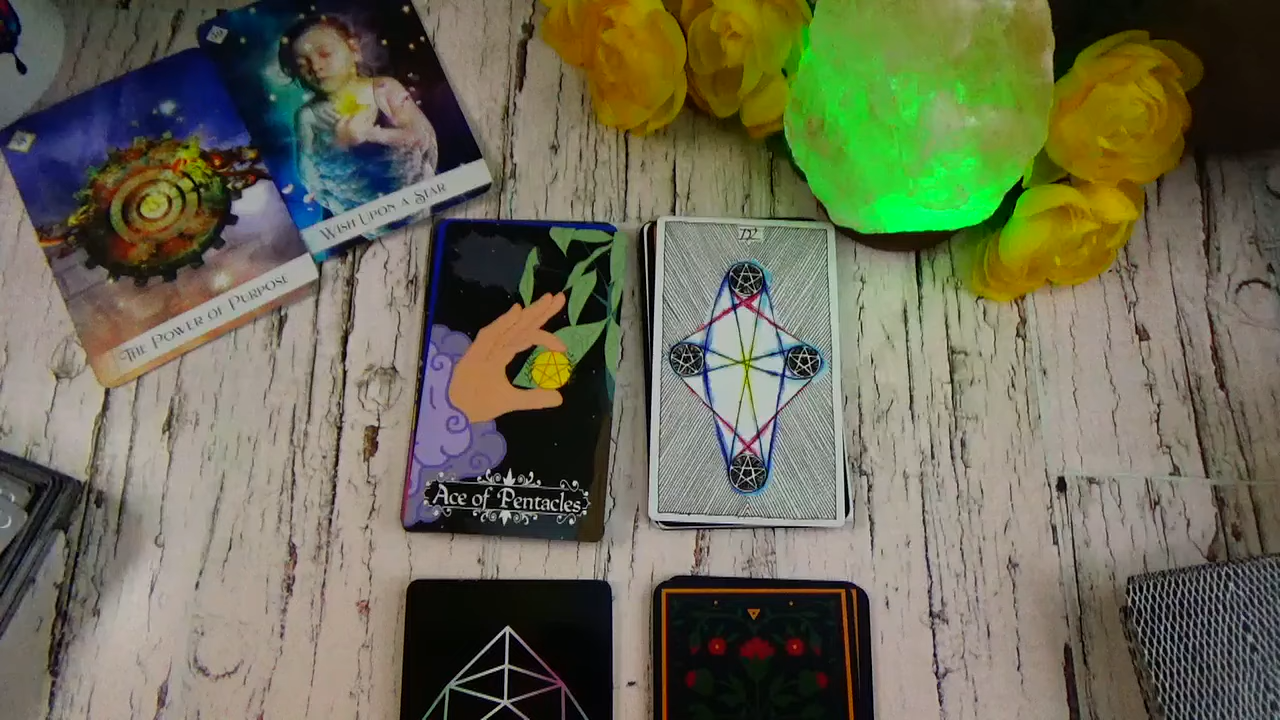 Wish Upon a Star
The Power of Purpose
IV
Ace of Pentacles